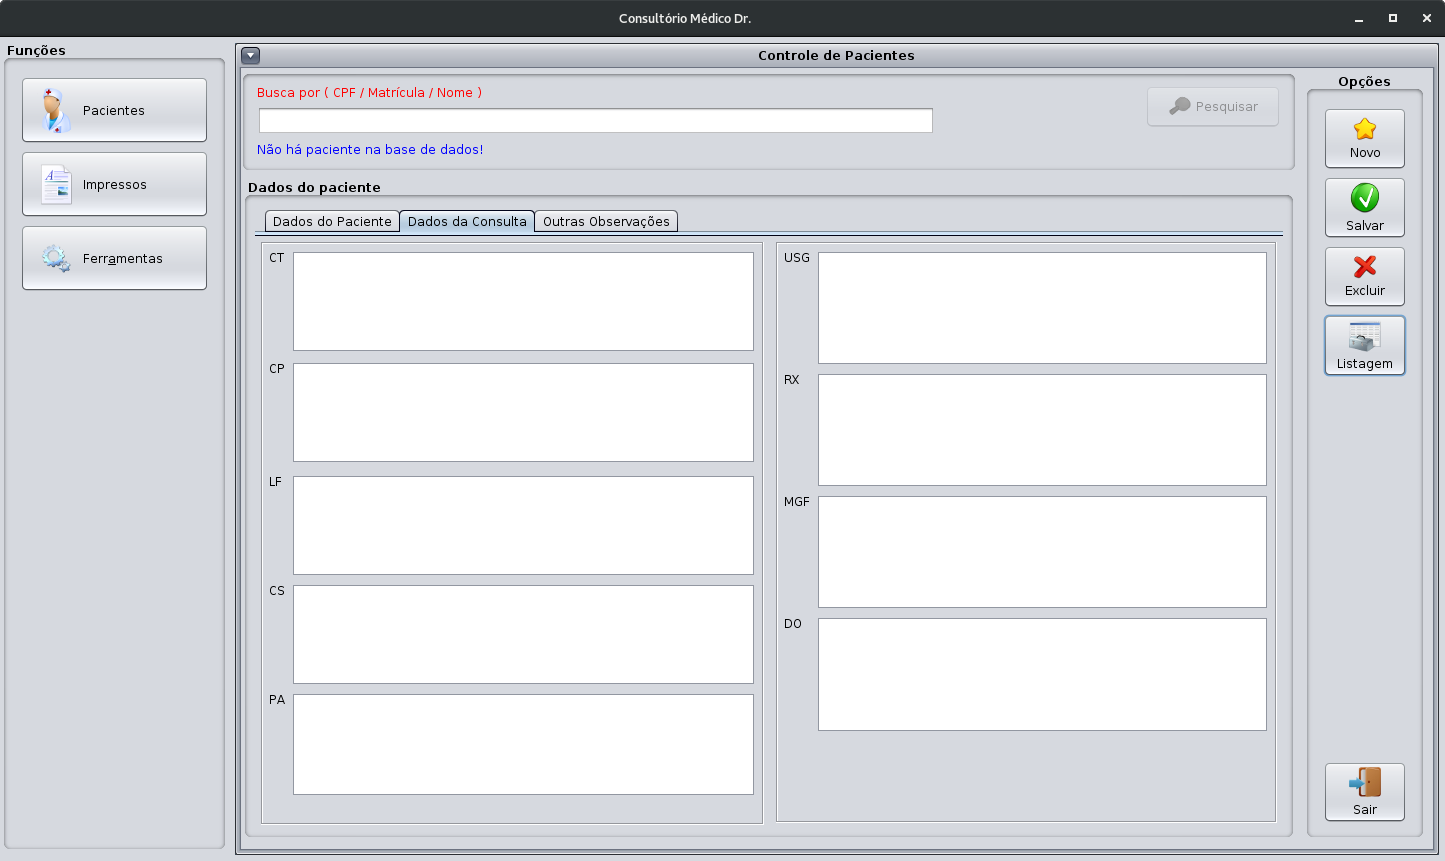 Consultório Médico Dr.
Funções
Pacientes
Impressos
Ferramentas
Controle de Pacientes
Busca por ( CPF / Matrícula / Nome )
Pesquisar
Não há paciente na base de dados!
Dados do paciente
Dados do Paciente
Dados da Consulta
Outras Observações
CT
CP
LF
CS
PA
USG
RX
MGF
DO
Opções
Novo
Salvar
Excluir
Listagem
Sair